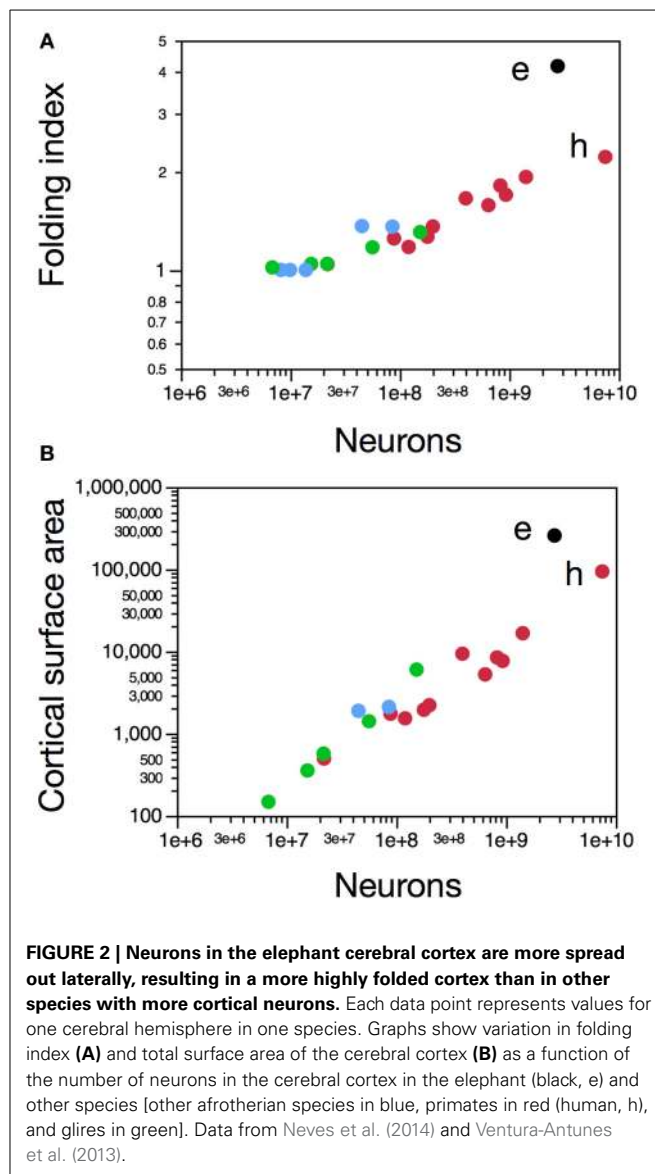 A
Folding index
5
4
3
2
1
0.9
0.8
0.7
0.6
0.5
e
h
1e+6 3e+6 1e+7 3e+7 1e+8 3e+8 1e+9 1e+10
Neurons
B
Cortical surface area
1,000,000
500,000
300,000
100,000
50,000
30,000
10,000
5,000
3,000
1,000
500
300
100
e
h
1e+6 3e+6 1e+7 3e+7 1e+8 3e+8 1e+9 1e+10
Neurons
FIGURE 2 | Neurons in the elephant cerebral cortex are more spread
out laterally, resulting in a more highly folded cortex than in other
species with more cortical neurons. Each data point represents values for
one cerebral hemisphere in one species. Graphs show variation in folding
index (A) and total surface area of the cerebral cortex (B) as a function of
the number of neurons in the cerebral cortex in the elephant (black, e) and
other species [other afrotherian species in blue, primates in red (human, h),
and glires in green]. Data from Neves et al. (2014) and Ventura-Antunes
et al. (2013).